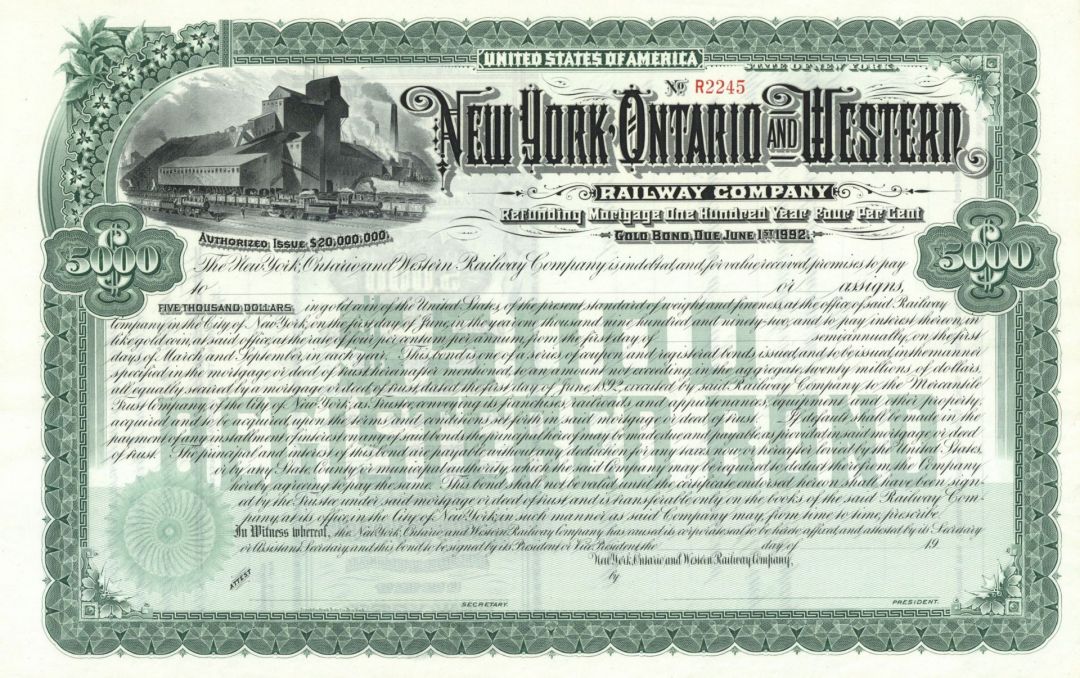 UNITED STATES OF AMERICA
STATE OF NEW YORK.
No R2245
NEW YORK, ONTARIO AND WESTERN
RAILWAY COMPANY
Refunding Mortgage One Hundred Year Four Per Cent
GOLD BOND, DUE JUNE 1ST 1992.
AUTHORIZED ISSUE $20,000,000.
$5000
$5000
The New York, Ontario and Western Railway Company is indebted, and, for value received, promises to pay
to or assigns,
FIVE THOUSAND DOLLARS in gold coin of the United States, of the present standard of weight and fineness, at the office of said Railway
Company in the City of New York, on the first day of June, in the year one thousand nine hundred and ninety-two, and to pay interest thereon, in
like gold coin, at said office, at the rate of four per centum per annum, from the first day of semi annually, on the first
days of March and September, in each year. This bond is one of a series of coupon and registered bonds issued, and to be issued, in the manner
specified in the mortgage or deed of trust hereinafter mentioned, to an amount not exceeding, in the aggregate, twenty millions of dollars,
all equally secured by a mortgage or deed of trust, dated the first day of June, 1892, executed by said Railway Company to the Mercantile
Trust Company, of the City of New York, as Trustee, conveying its franchises, railroads and appurtenances, equipment and other property,
acquired and to be acquired, upon the terms and conditions set forth in said mortgage or deed of trust. If default shall be made in the
payment of any installment of interest on any of said bonds the principal hereof may become due and payable as provided in said mortgage or deed
of trust. The principal and interest of this bond are payable without any deduction for any tax now or hereafter levied by the United States,
or by any State, County or municipal authority, which the said Company may be required to deduct therefrom, the Company
hereby agreeing to pay the same. This bond shall not be valid until the certificate endorsed hereon shall have been sign-
ed by the Trustee under said mortgage or deed of trust and is transferable only on the books of the said Railway Com-
pany, at its office, in the City of New York, in such manner as said Company may, from time to time, prescribe.
In Witness whereof, the New York, Ontario and Western Railway Company has caused its corporate seal to be hereto affixed, and attested by its Secretary
or Assistant Secretary, and this bond to be signed by its President or Vice President, the day of 19
New York, Ontario and Western Railway Company,
by
ATTEST
SECRETARY.
PRESIDENT.
$5000
REGISTERED BOND